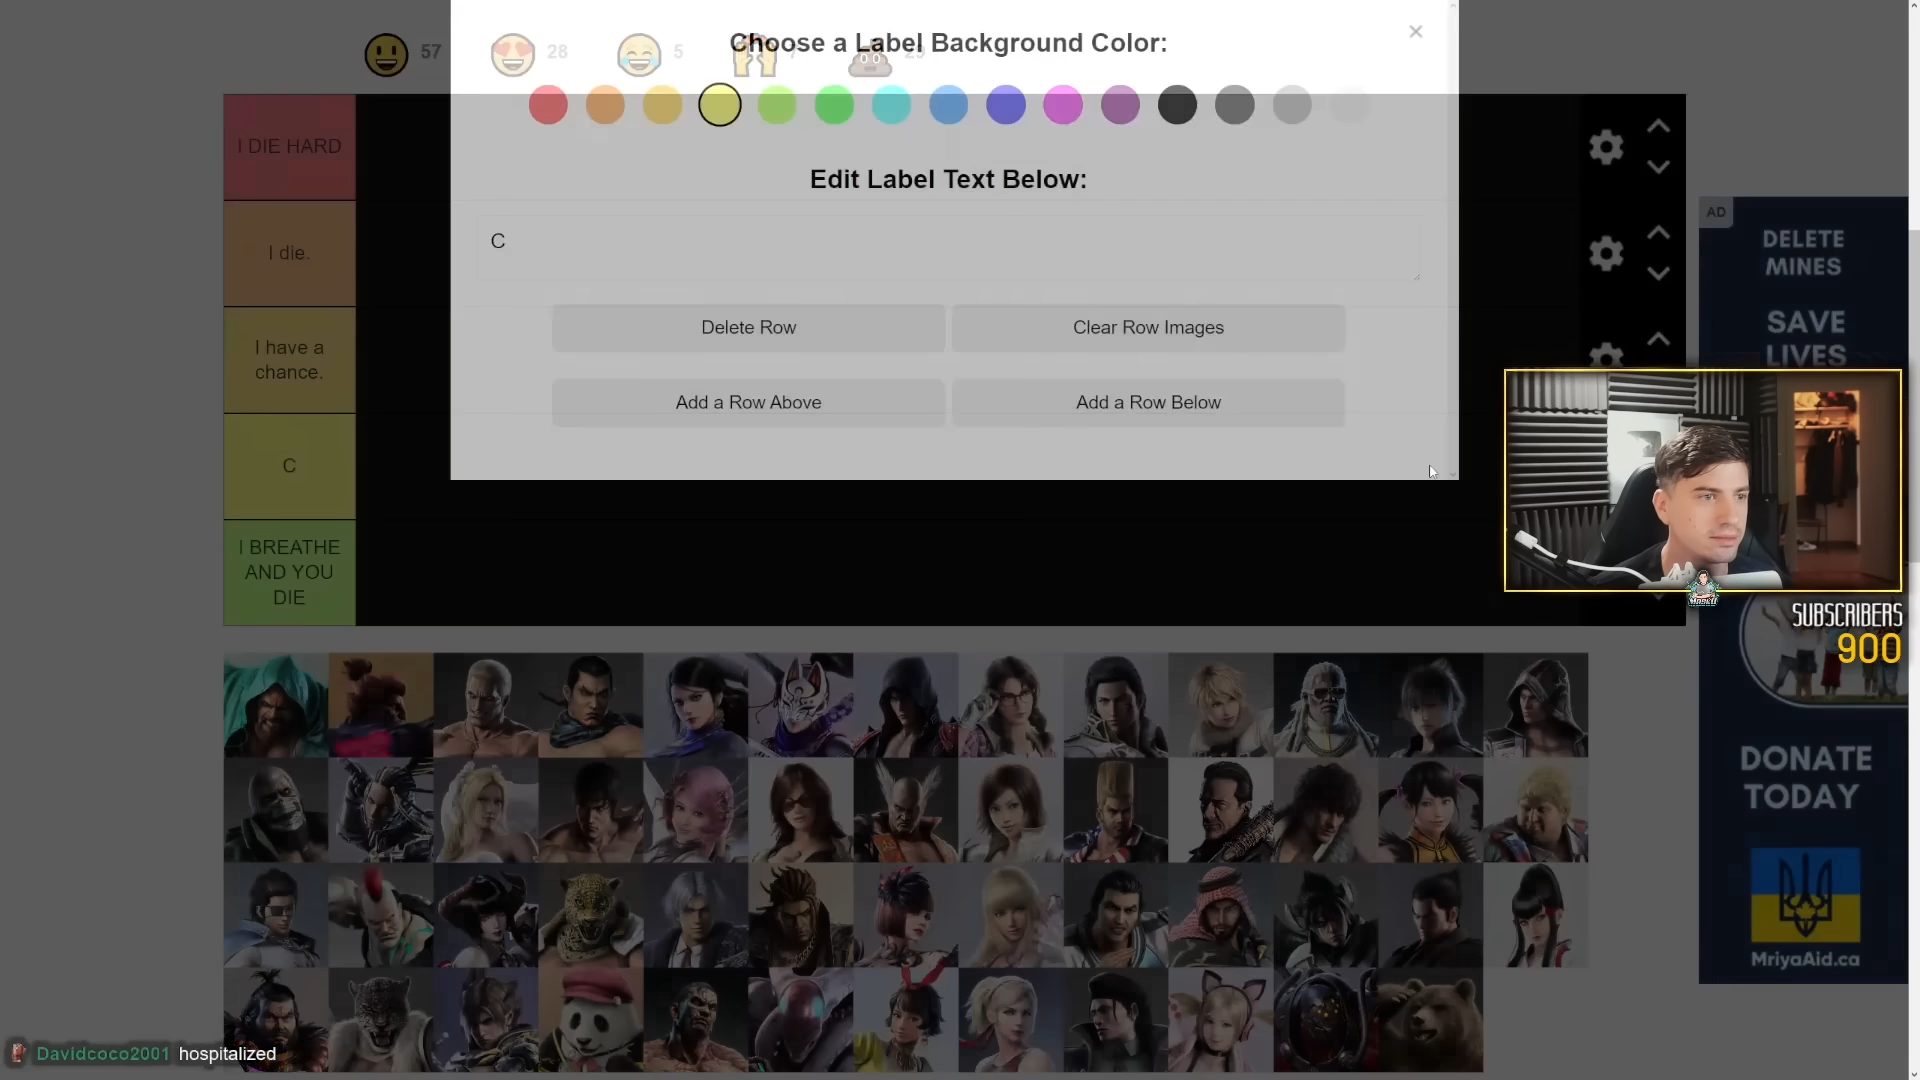 Choose a Label Background Color:
57
28
5
I DIE HARD
Edit Label Text Below:
AD
DELETE
MINES
C
I die.
SAVE
LIVES
Delete Row
Clear Row Images
I have a
chance.
Add a Row Above
Add a Row Below
C
I BREATHE
AND YOU
DIE
SUBSCRIBERS
900
DONATE
TODAY
MriyaAid.ca
Davidcoco2001 hospitalized